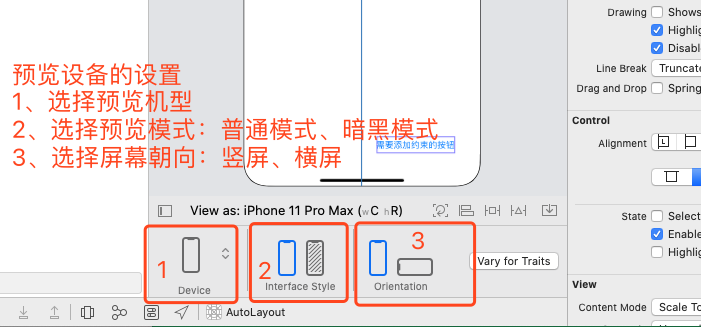 预览设备的设置
1、选择预览机型
2、选择预览模式：普通模式、暗黑模式
3、选择屏幕朝向：竖屏、横屏
需要添加约束的按钮
View as: iPhone 11 Pro Max (wC hR)
1
Device
2
Interface Style
3
Orientation
Vary for Traits
AutoLayout
Drawing
Shows
Highlig
Disable
Line Break
Truncate
Drag and Drop
Spring
Control
Alignment
State
Select
Enable
Highlig
View
Content Mode
Scale To